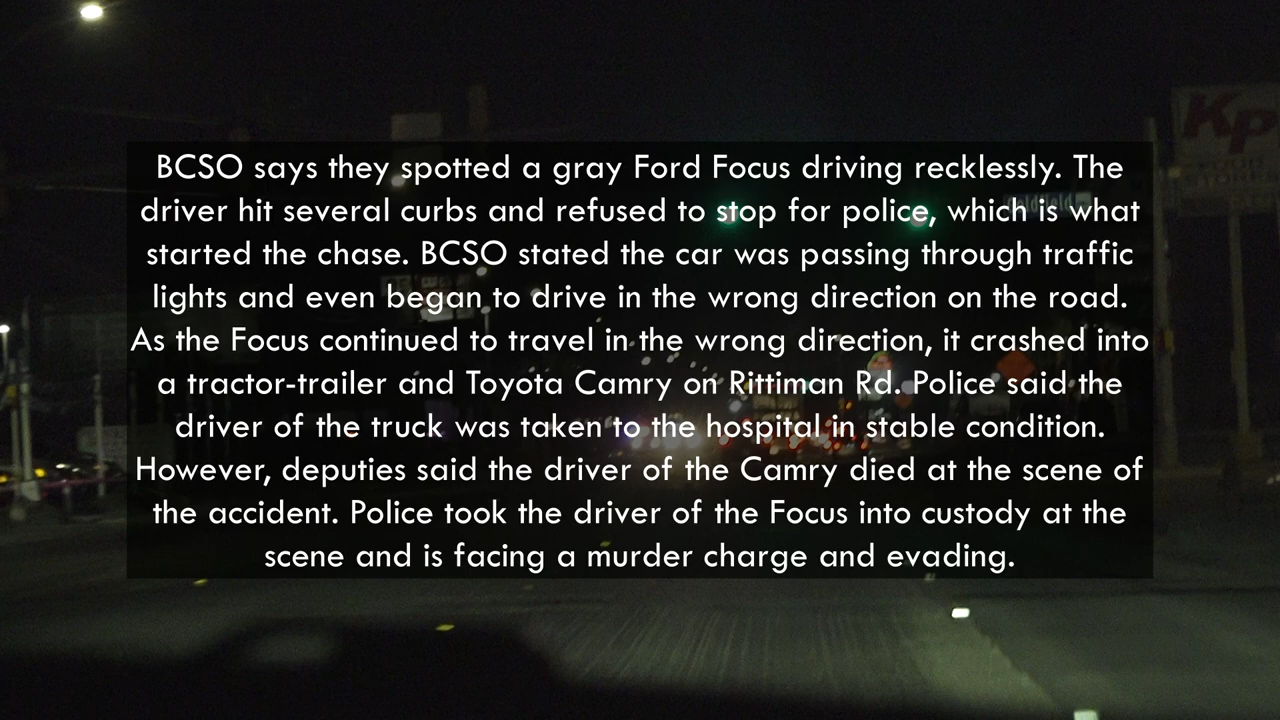 Kp
BCSO says they spotted a gray Ford Focus driving recklessly. The
driver hit several curbs and refused to stop for police, which is what
started the chase. BCSO stated the car was passing through traffic
lights and even began to drive in the wrong direction on the road.
As the Focus continued to travel in the wrong direction, it crashed into
a tractor-trailer and Toyota Camry on Rittiman Rd. Police said the
driver of the truck was taken to the hospital in stable condition.
However, deputies said the driver of the Camry died at the scene of
the accident. Police took the driver of the Focus into custody at the
scene and is facing a murder charge and evading.